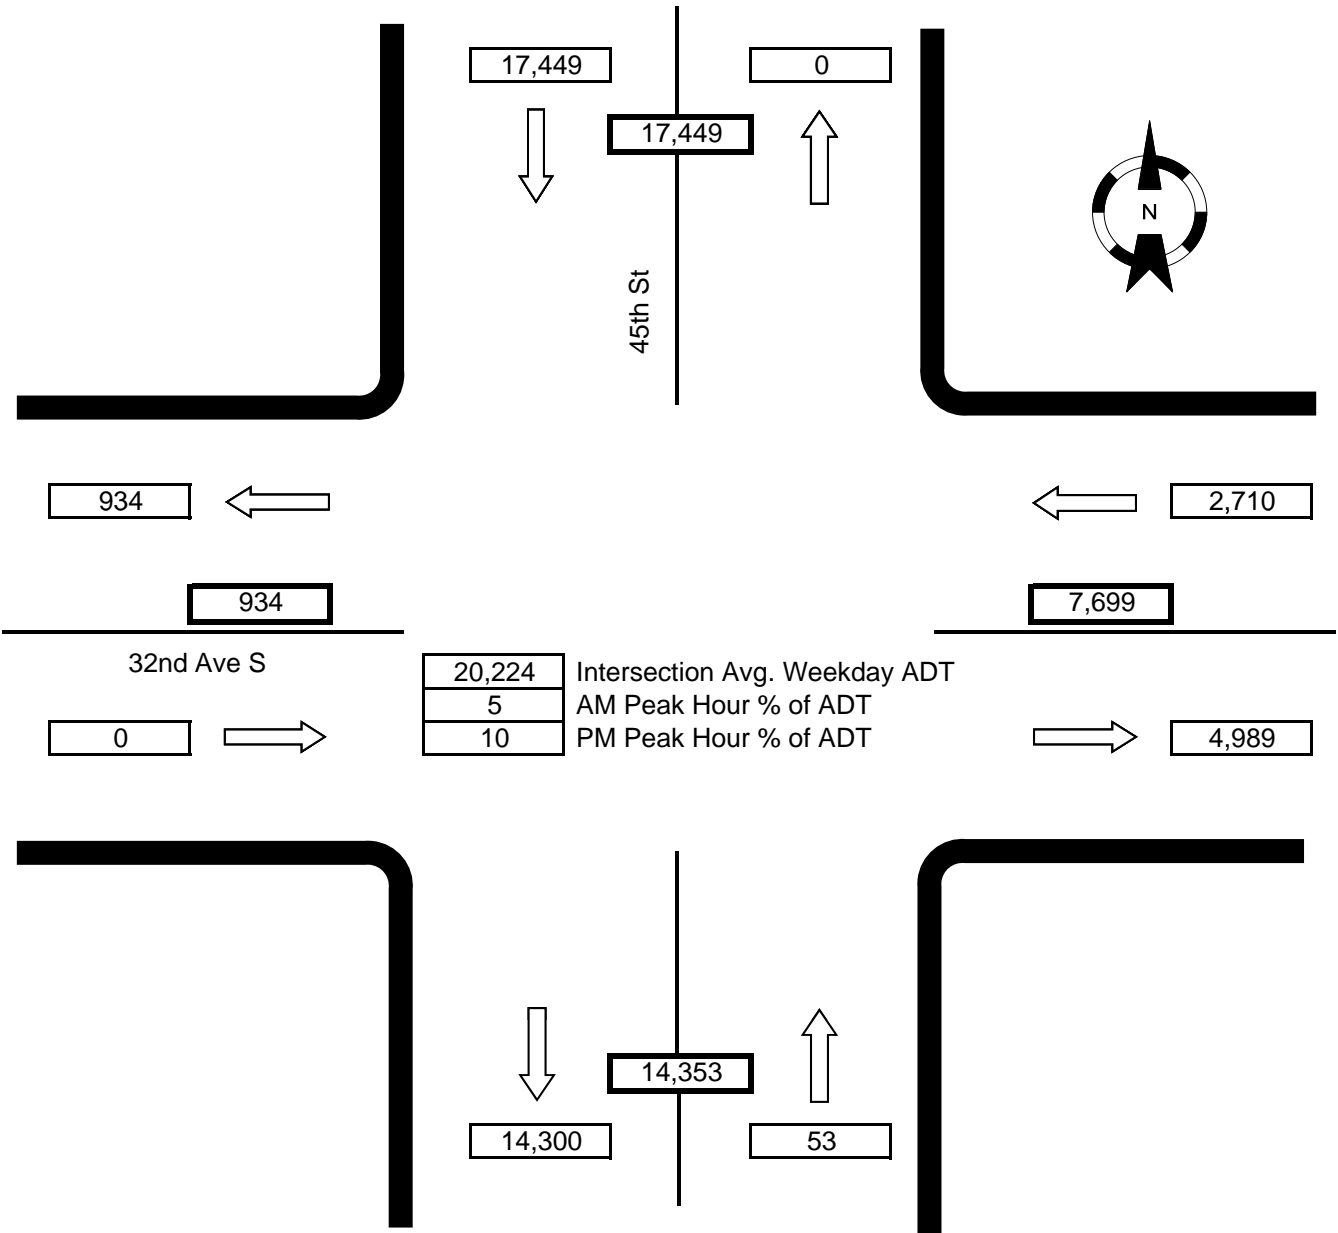 17,449
0
17,449
N
45th St
934
2,710
934
7,699
32nd Ave S
20,224 Intersection Avg. Weekday ADT
5 AM Peak Hour % of ADT
10 PM Peak Hour % of ADT
0
4,989
14,353
14,300
53